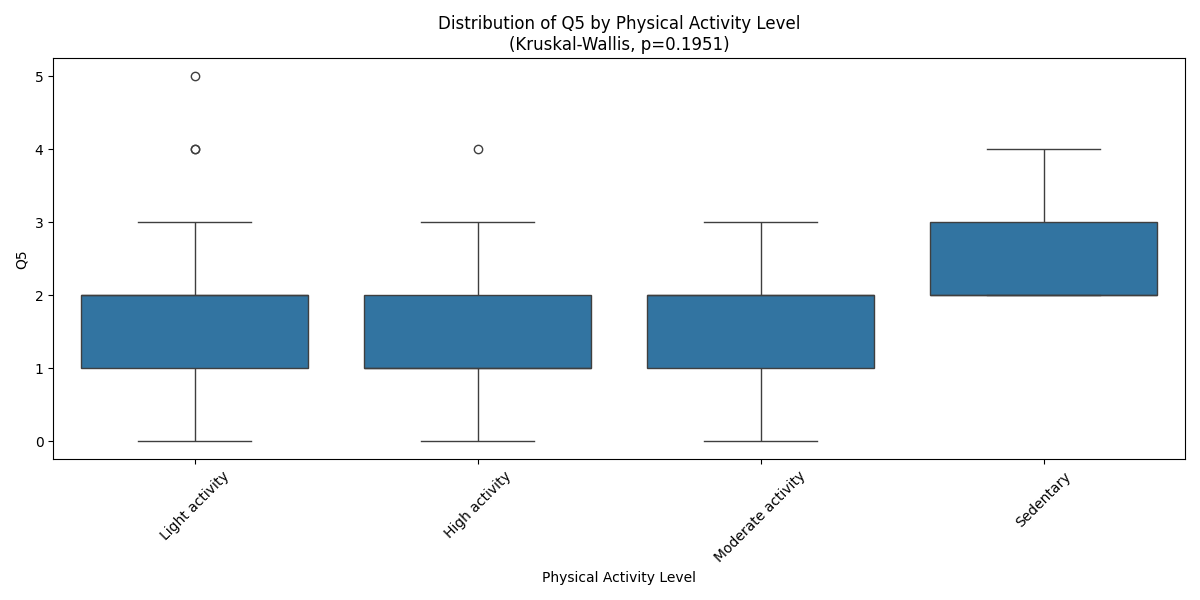 Distribution of Q5 by Physical Activity Level
(Kruskal-Wallis, p=0.1951)
5
4
3
2
1
0
Q5
Light activity
High activity
Moderate activity
Sedentary
Physical Activity Level